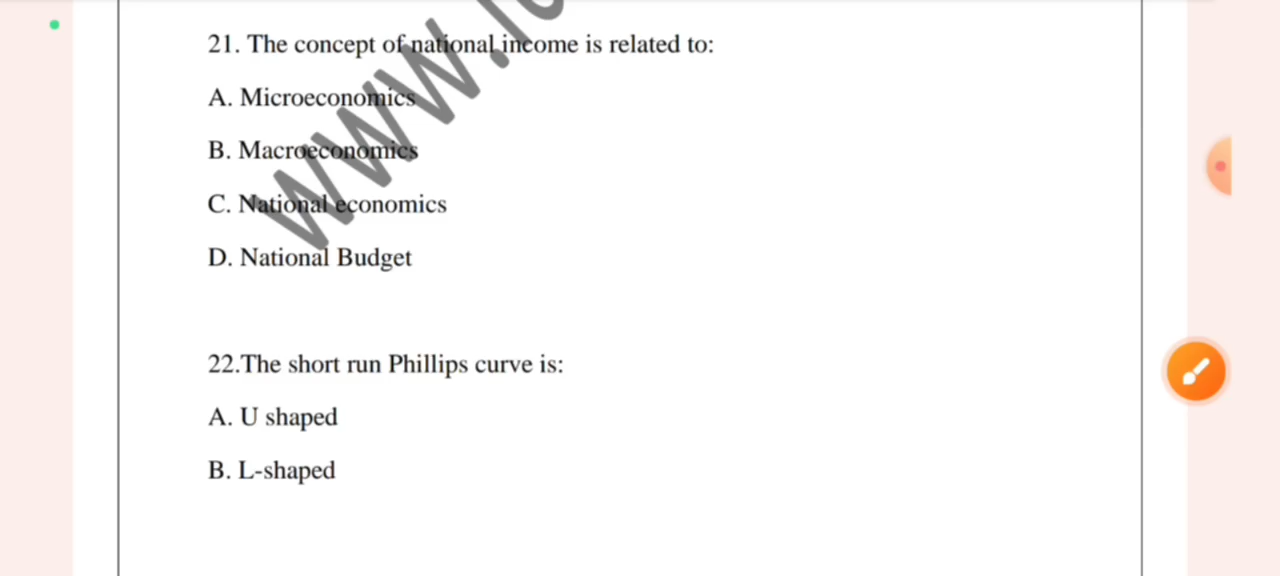 21. The concept of national income is related to:
A. Microeconomics
B. Macroeconomics
C. National economics
D. National Budget
22.The short run Phillips curve is:
A. U shaped
B. L-shaped
www.